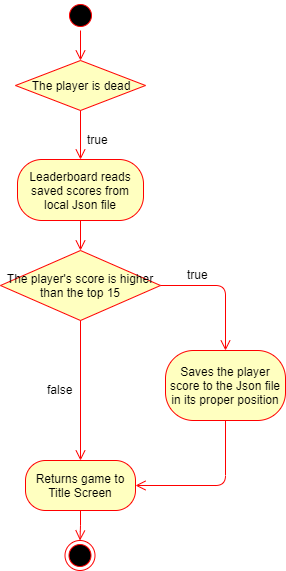 The player is dead
true
Leaderboard reads
saved scores from
local Json file
The player's score is higher
than the top 15
true
false
Saves the player
score to the Json file
in its proper position
Returns game to
Title Screen